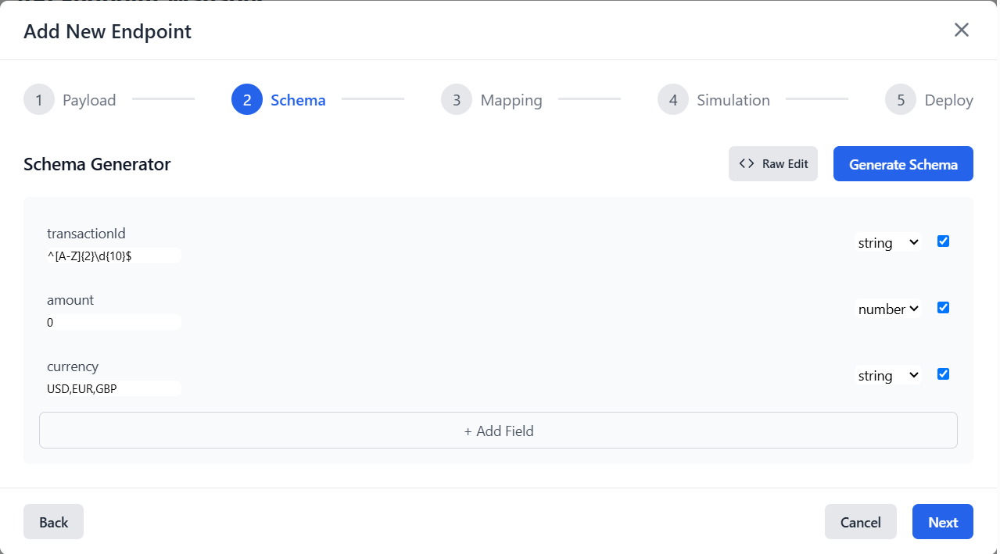 Add New Endpoint
1 Payload
2 Schema
3 Mapping
4 Simulation
5 Deploy
Schema Generator
<> Raw Edit
Generate Schema
transactionId
^[A-Z]{2}\d{10}$
string
amount
0
number
currency
USD,EUR,GBP
string
+ Add Field
Back
Cancel
Next